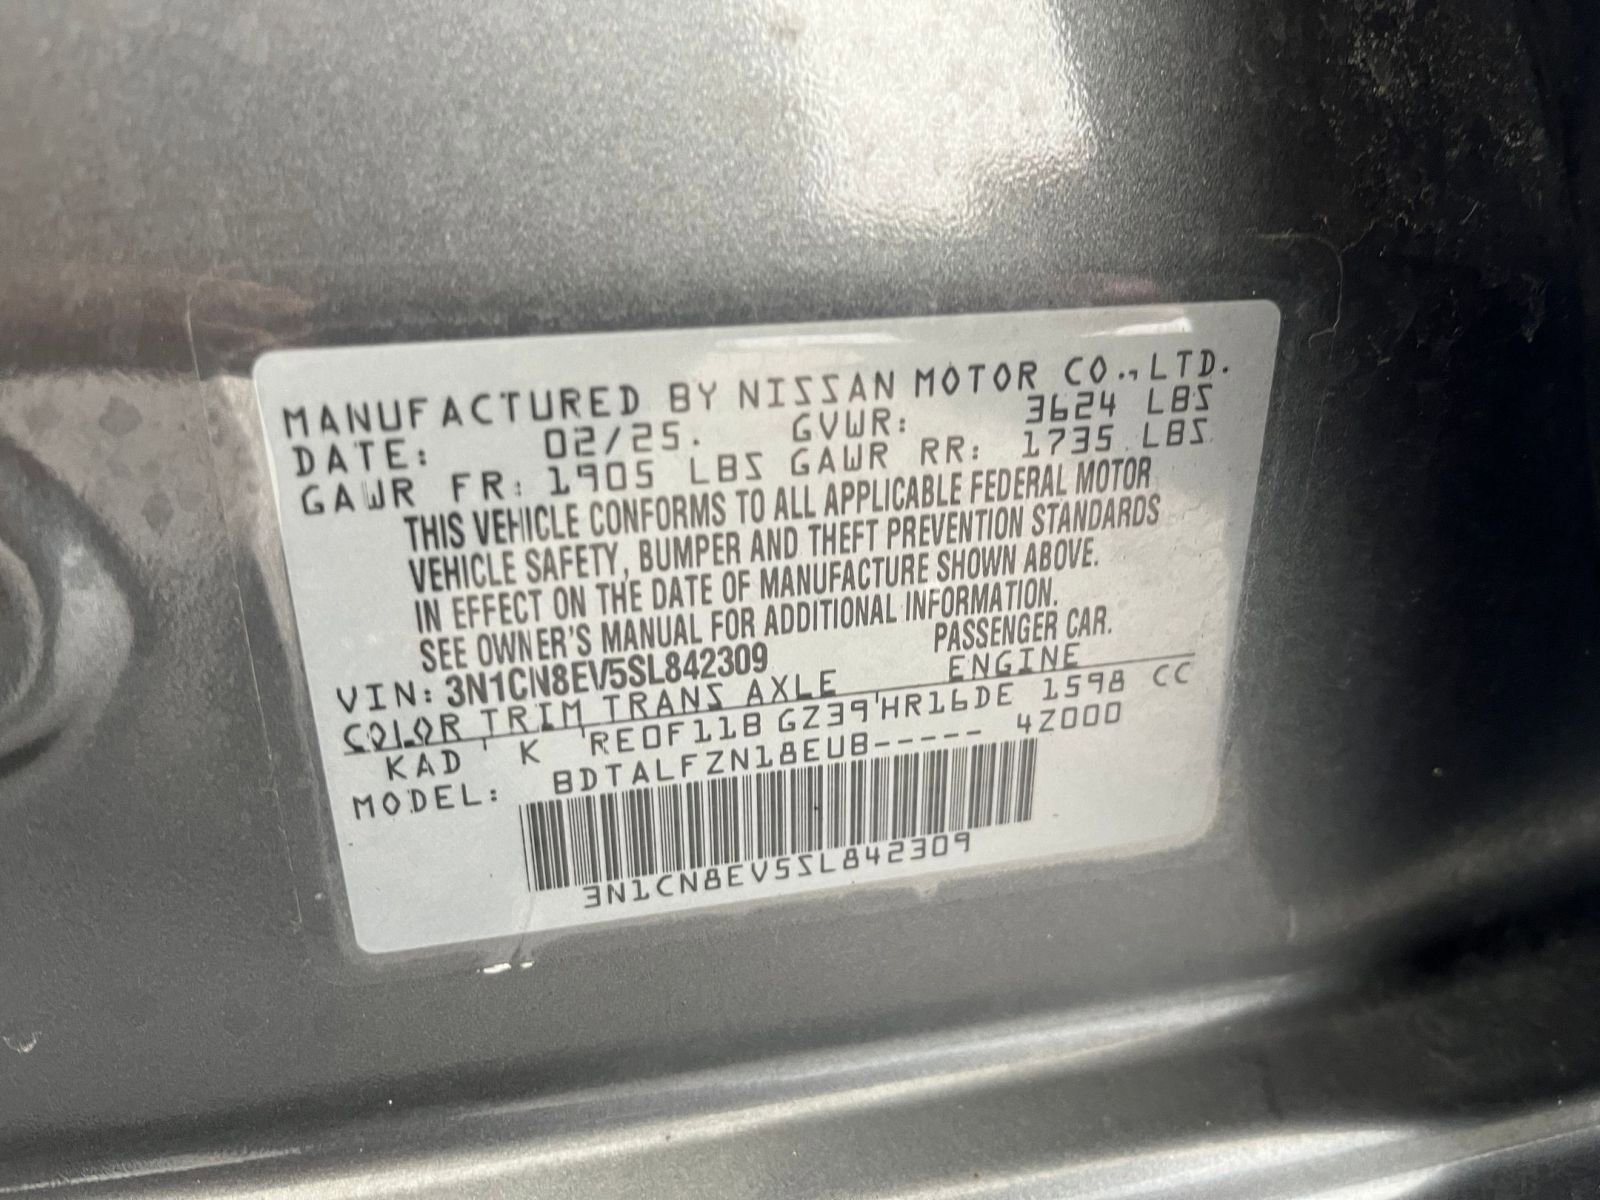 MANUFACTURED BY NISSAN MOTOR CO.,LTD.
DATE: 02/25. GVWR: 3624 LBS
GAWR FR: 1905 LBS GAWR RR: 1735 LBS
THIS VEHICLE CONFORMS TO ALL APPLICABLE FEDERAL MOTOR
VEHICLE SAFETY, BUMPER AND THEFT PREVENTION STANDARDS
IN EFFECT ON THE DATE OF MANUFACTURE SHOWN ABOVE.
SEE OWNER'S MANUAL FOR ADDITIONAL INFORMATION.
VIN: 3N1CN8EV5SL842309 PASSENGER CAR.
COLOR TRIM TRANS AXLE ENGINE
KAD K RE0F11B GZ39 HR16DE 1598 CC
MODEL: BDTALFZN18EUB----- 4Z000
3N1CN8EV5SL842309